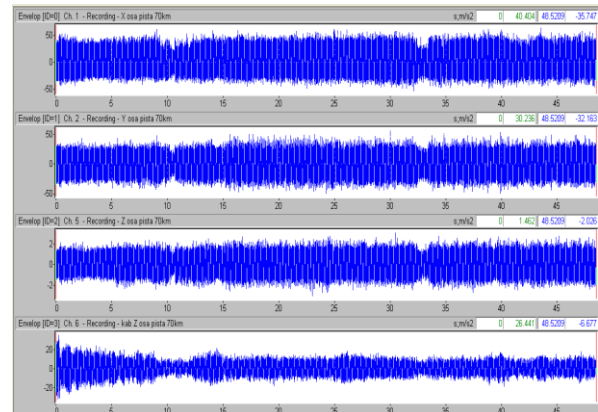 Envelop [ID=0] Ch. 1 - Recording - X osa pista 70km s;m/s2 0 40.404 48.5209 -35.747
50
0
-50
0 5 10 15 20 25 30 35 40 45
Envelop [ID=1] Ch. 2 - Recording - Y osa pista 70km s;m/s2 0 30.236 48.5209 -32.163
50
0
-50
0 5 10 15 20 25 30 35 40 45
Envelop [ID=2] Ch. 5 - Recording - Z osa pista 70km s;m/s2 0 1.462 48.5209 -2.026
2
0
-2
0 5 10 15 20 25 30 35 40 45
Envelop [ID=3] Ch. 6 - Recording - kab Z osa pista 70km s;m/s2 0 26.441 48.5209 -6.677
20
0
-20
0 5 10 15 20 25 30 35 40 45